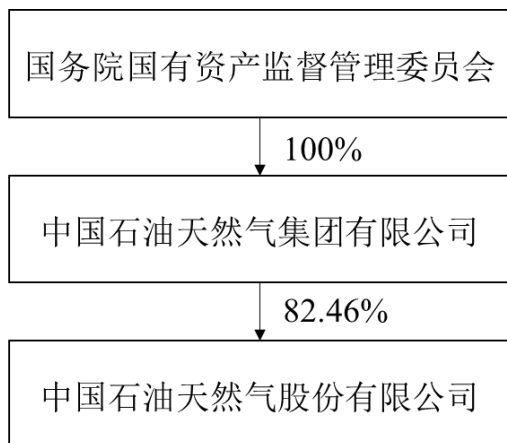 国务院国有资产监督管理委员会
100%
中国石油天然气集团有限公司
82.46%
中国石油天然气股份有限公司